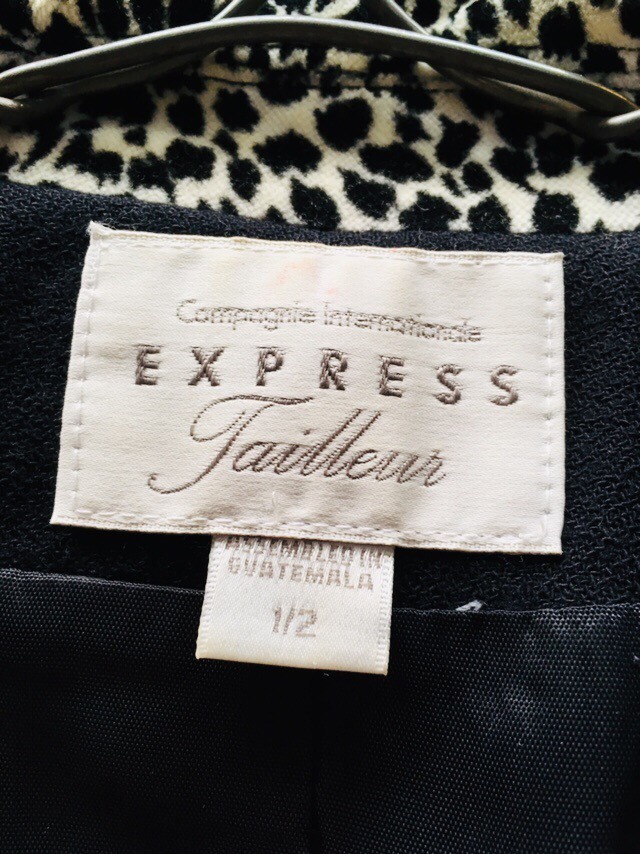 Compagnie Internationale
EXPRESS
Tailleur
ASSEMBLED IN
GUATEMALA
1/2